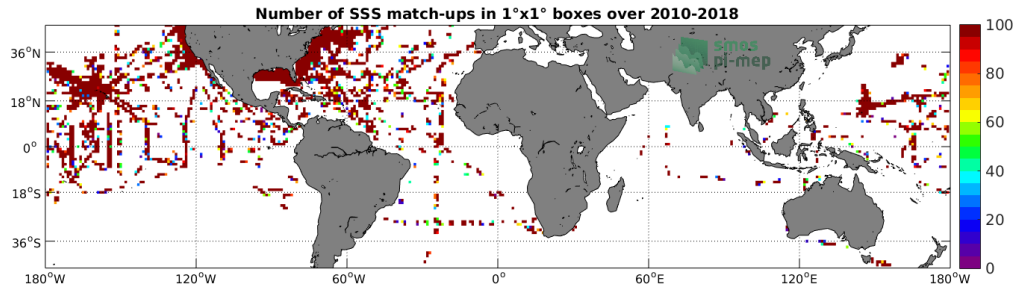 Number of SSS match-ups in 1°x1° boxes over 2010-2018
smos
pi-mep
36°N
18°N
0°
18°S
36°S
180°W
120°W
60°W
0°
60°E
120°E
180°W
100
80
60
40
20
0